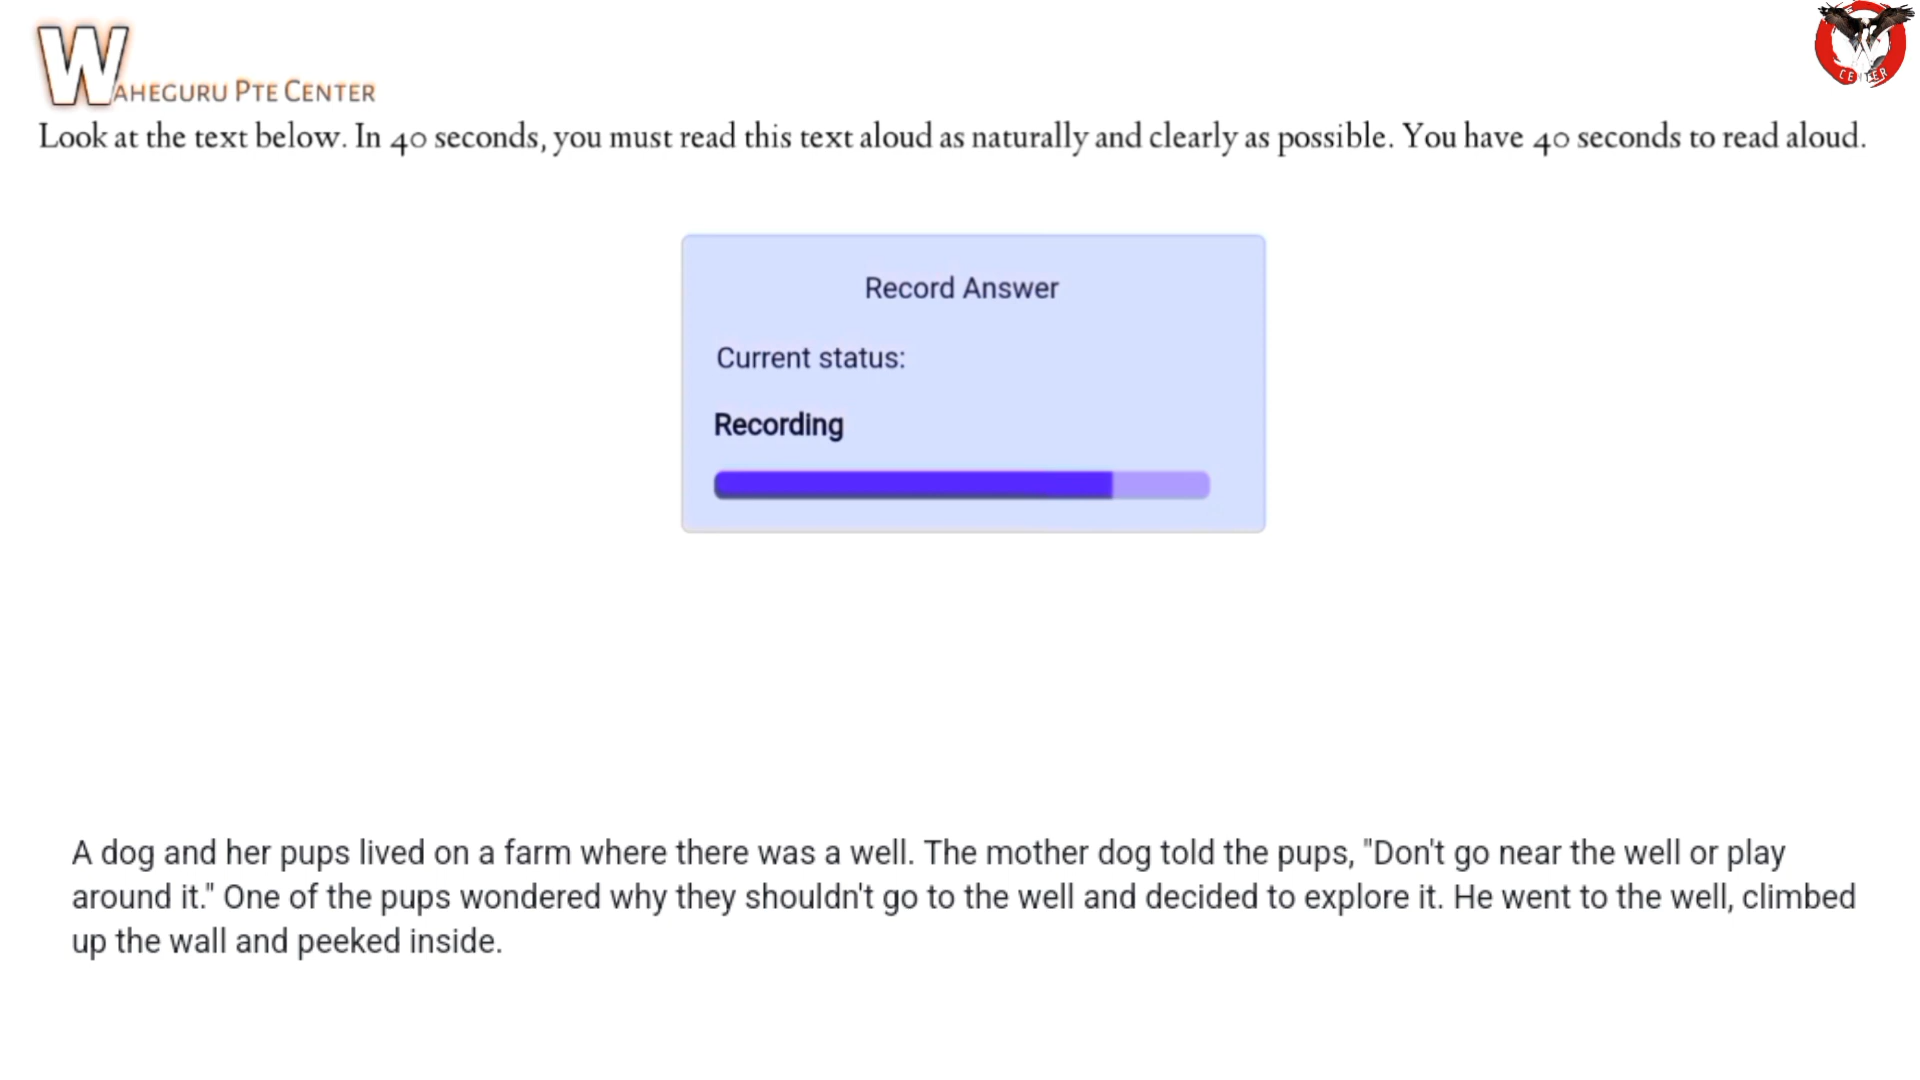 WAHEGURU PTE CENTER
CENTER
Look at the text below. In 40 seconds, you must read this text aloud as naturally and clearly as possible. You have 40 seconds to read aloud.
Record Answer
Current status:
Recording
A dog and her pups lived on a farm where there was a well. The mother dog told the pups, "Don't go near the well or play
around it." One of the pups wondered why they shouldn't go to the well and decided to explore it. He went to the well, climbed
up the wall and peeked inside.